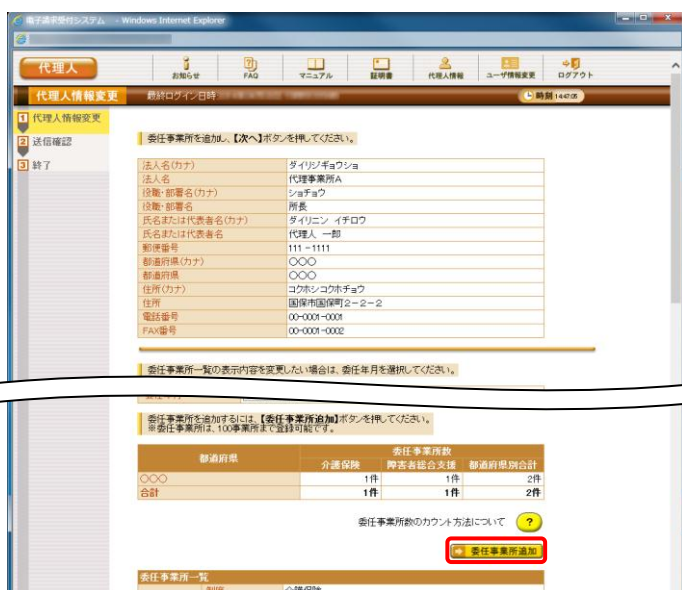 電子請求受付システム - Windows Internet Explorer
代理人
お知らせ
FAQ
マニュアル
証明書
代理人情報
ユーザ情報変更
ログアウト
代理人情報変更 最終ログイン日時 時刻 14:47:05
1 代理人情報変更
2 送信確認
3 終了
委任事業所を追加し、【次へ】ボタンを押してください。
法人名(カナ) ダイリジギョウショ
法人名 代理事業所A
役職・部署名(カナ) ショチョウ
役職・部署名 所長
氏名または代表者名(カナ) ダイリニン イチロウ
氏名または代表者名 代理人 一郎
郵便番号 111-1111
都道府県(カナ) ○○○
都道府県 ○○○
住所(カナ) コクホシコクホチョウ
住所 国保市国保町2-2-2
電話番号 00-0001-0001
FAX番号 00-0001-0002
委任事業所一覧の表示内容を変更したい場合は、委任年月を選択してください。
委任事業所を追加するには、【委任事業所追加】ボタンを押してください。
※委任事業所は、100事業所まで登録可能です。
都道府県 委任事業所数
介護保険 障害者総合支援 都道府県別合計
○○○ 1件 1件 2件
合計 1件 1件 2件
委任事業所数のカウント方法について ?
委任事業所追加
委任事業所一覧